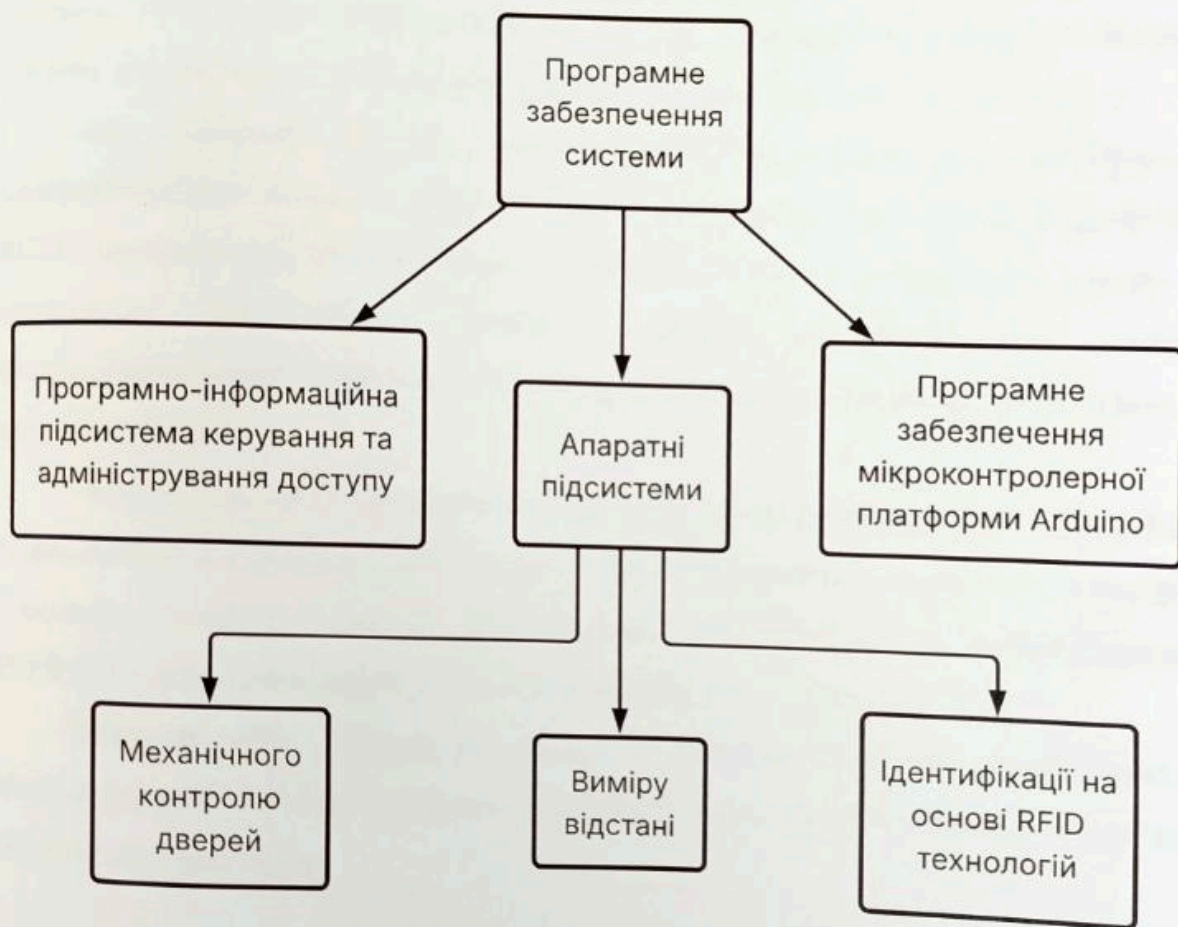 Програмне
забезпечення
системи
Програмно-інформаційна
підсистема керування та
адміністрування доступу
Апаратні
підсистеми
Програмне
забезпечення
мікроконтролерної
платформи Arduino
Механічного
контролю
дверей
Виміру
відстані
Ідентифікації на
основі RFID
технологій